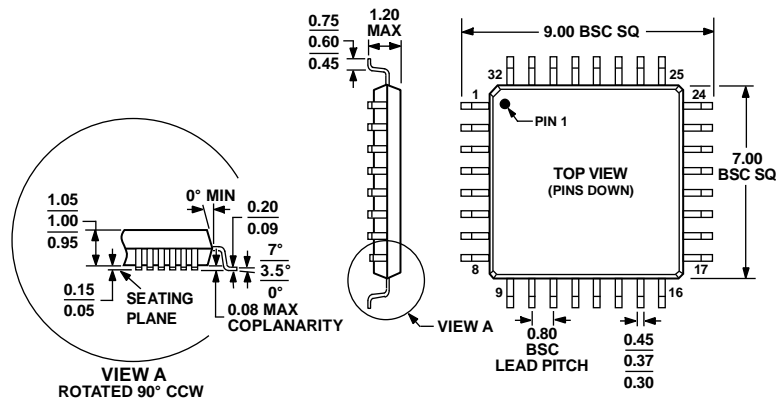 0.75
0.60
0.45
1.20
MAX
9.00 BSC SQ
32
25
1
24
PIN 1
TOP VIEW
(PINS DOWN)
7.00
BSC SQ
0° MIN
1.05
1.00
0.95
0.20
0.09
7°
3.5°
0°
0.15
0.05
SEATING
PLANE
0.08 MAX
COPLANARITY
VIEW A
8
17
9
16
0.80
BSC
LEAD PITCH
0.45
0.37
0.30
VIEW A
ROTATED 90° CCW